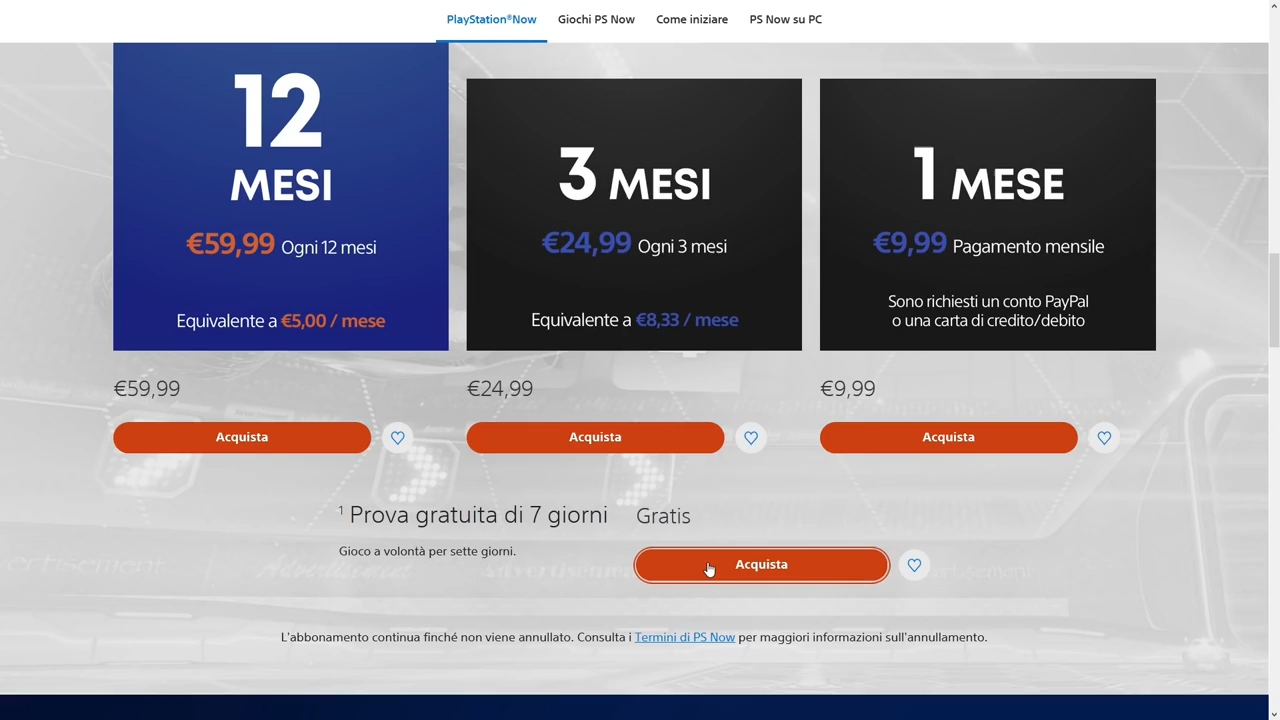 PlayStation®Now
Giochi PS Now
Come iniziare
PS Now su PC
12
MESI
€59,99 Ogni 12 mesi
Equivalente a €5,00 / mese
3 MESI
€24,99 Ogni 3 mesi
Equivalente a €8,33 / mese
1 MESE
€9,99 Pagamento mensile
Sono richiesti un conto PayPal
o una carta di credito/debito
€59,99
€24,99
€9,99
Acquista
Acquista
Acquista
¹ Prova gratuita di 7 giorni
Gratis
Gioco a volontà per sette giorni.
Acquista
L'abbonamento continua finché non viene annullato. Consulta i Termini di PS Now per maggiori informazioni sull'annullamento.